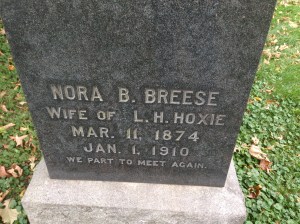 NORA B. BREESE
WIFE OF L.H. HOXIE
MAR. 11, 1874
JAN. 1, 1910
WE PART TO MEET AGAIN.